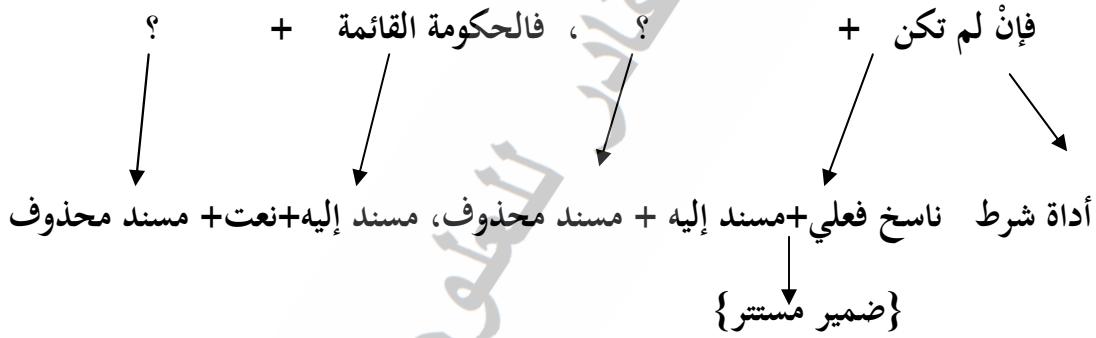 فإنْ لم تكن + ؟ ، فالحكومة القائمة + ؟
أداة شرط ناسخ فعلي+مسند إليه + مسند محذوف، مسند إليه+نعت+ مسند محذوف
{ضمير مستتر}